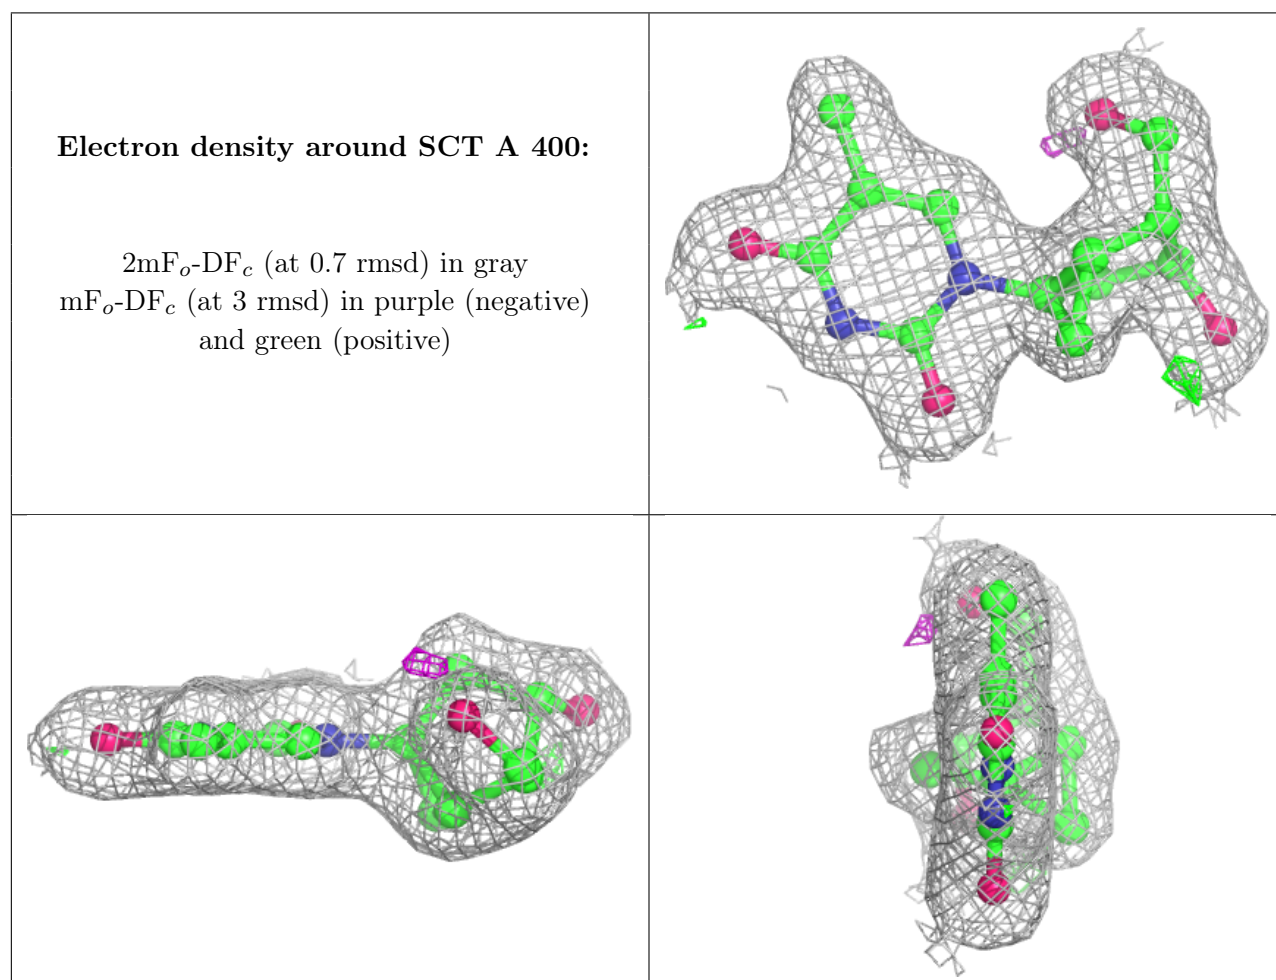 Electron density around SCT A 400:
2mFo-DFc (at 0.7 rmsd) in gray
mFo-DFc (at 3 rmsd) in purple (negative)
and green (positive)